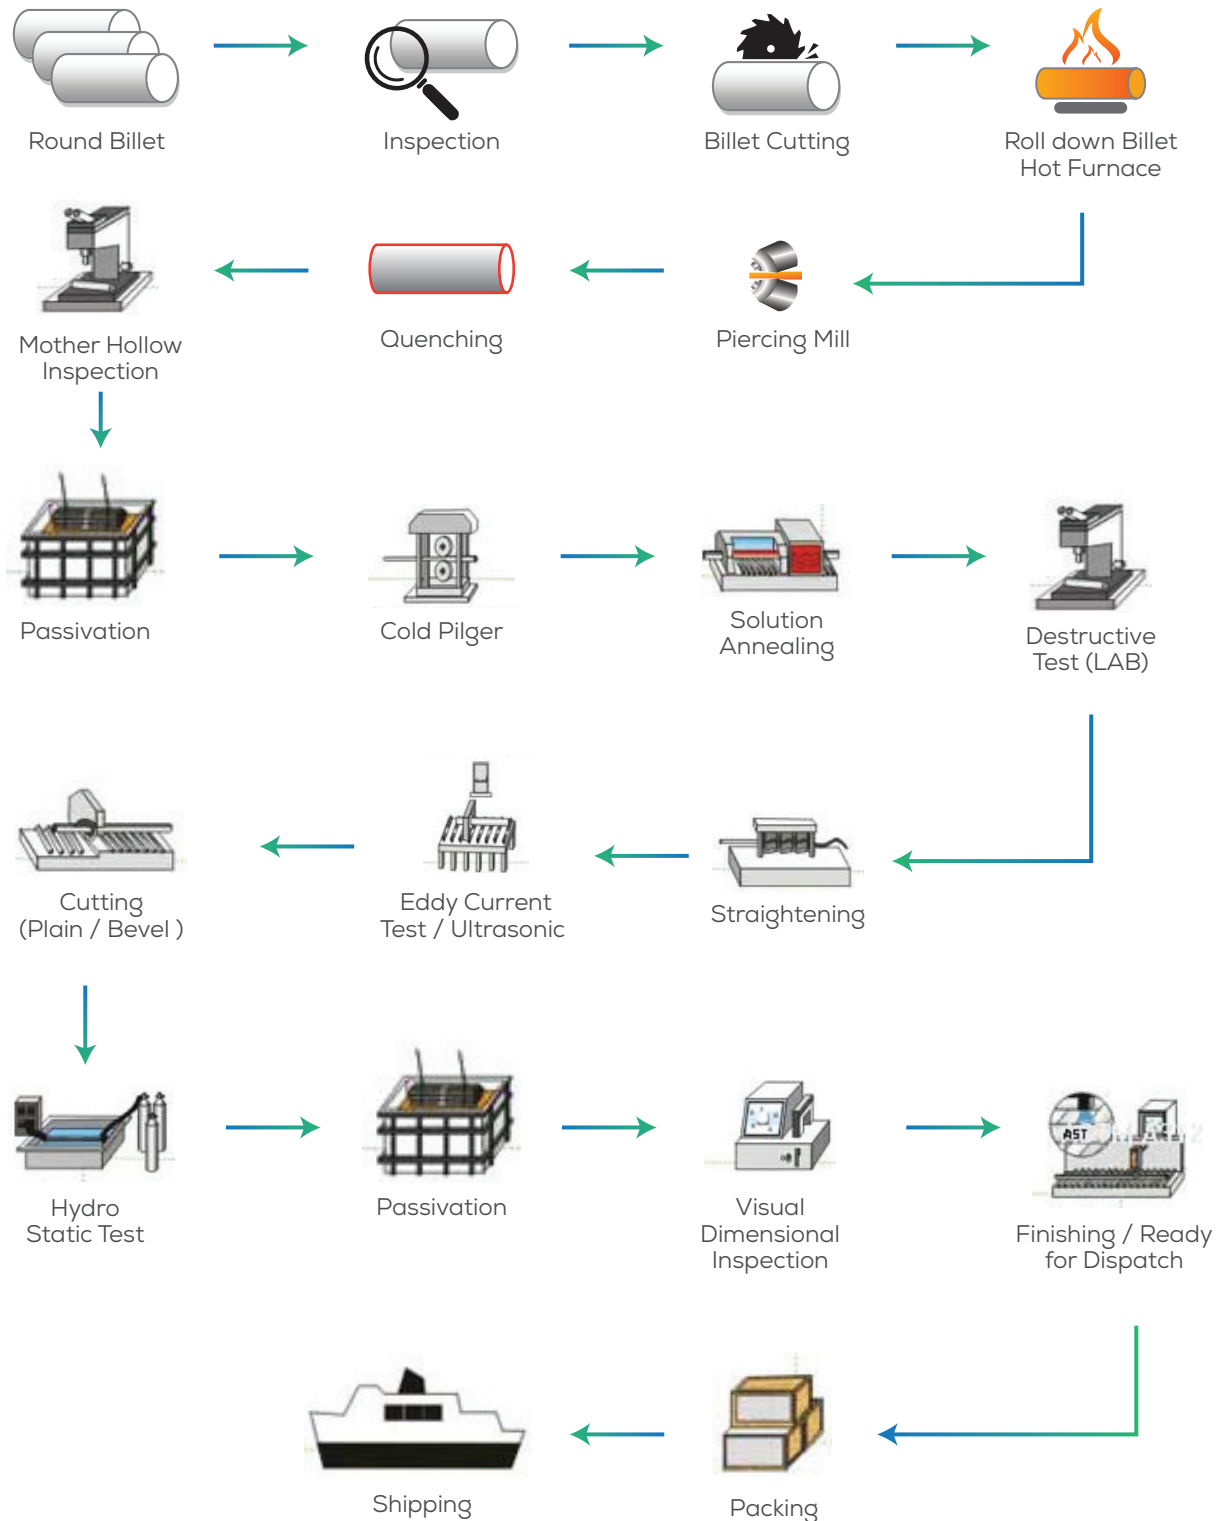 Round Billet
Inspection
Billet Cutting
Roll down Billet
Hot Furnace
Mother Hollow
Inspection
Quenching
Piercing Mill
Passivation
Cold Pilger
Solution
Annealing
Destructive
Test (LAB)
Cutting
(Plain / Bevel )
Eddy Current
Test / Ultrasonic
Straightening
AST
Hydro
Static Test
Passivation
Visual
Dimensional
Inspection
Finishing / Ready
for Dispatch
Shipping
Packing